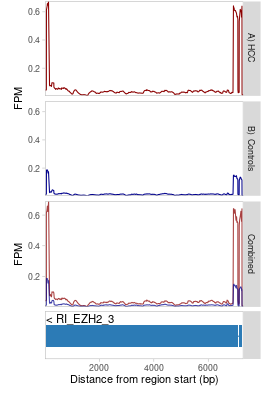 0.6
0.4
0.2
A) HCC
FPM
0.6
0.4
0.2
B) Controls
0.6
0.4
0.2
Combined
FPM
< RI_EZH2_3
2000
4000
6000
Distance from region start (bp)